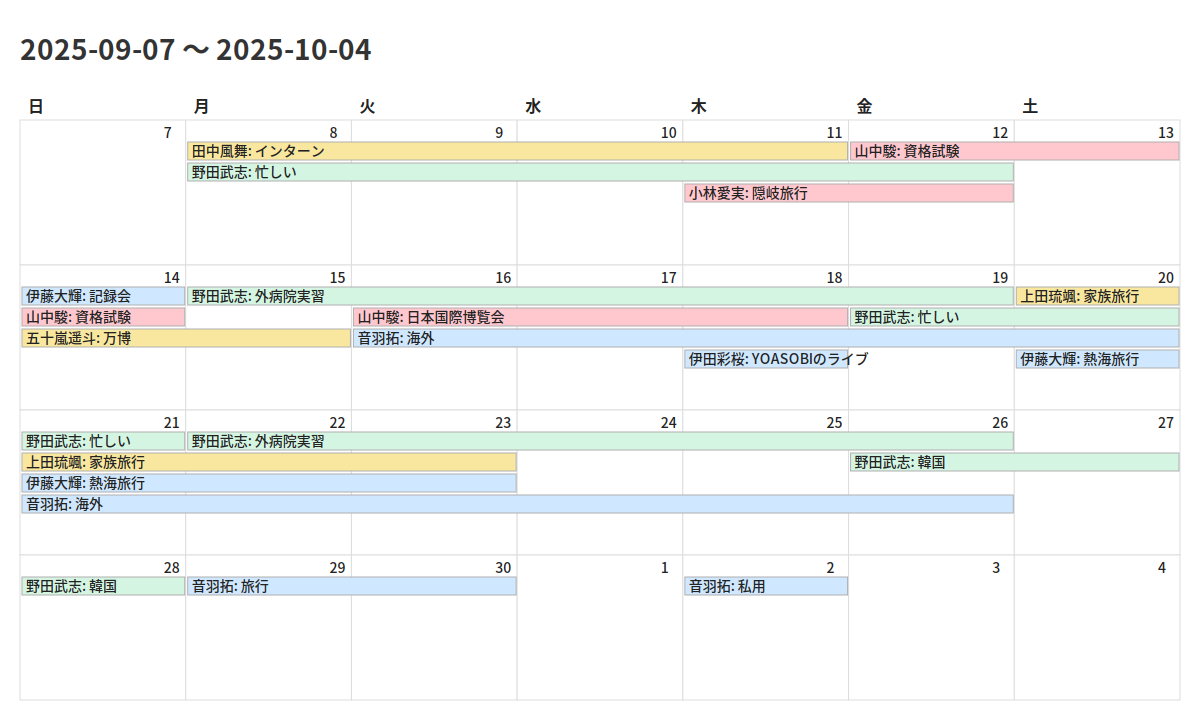 2025-09-07 〜 2025-10-04
日 月 火 水 木 金 土
7 8 9 10 11 12 13
田中風舞: インターン 山中駿: 資格試験
野田武志: 忙しい
小林愛実: 隠岐旅行
14 15 16 17 18 19 20
伊藤大輝: 記録会 野田武志: 外病院実習 上田琉颯: 家族旅行
山中駿: 資格試験 山中駿: 日本国際博覧会 野田武志: 忙しい
五十嵐遥斗: 万博 音羽拓: 海外
伊田彩桜: YOASOBIのライブ 伊藤大輝: 熱海旅行
21 22 23 24 25 26 27
野田武志: 忙しい 野田武志: 外病院実習
上田琉颯: 家族旅行 野田武志: 韓国
伊藤大輝: 熱海旅行
音羽拓: 海外
28 29 30 1 2 3 4
野田武志: 韓国 音羽拓: 旅行 音羽拓: 私用